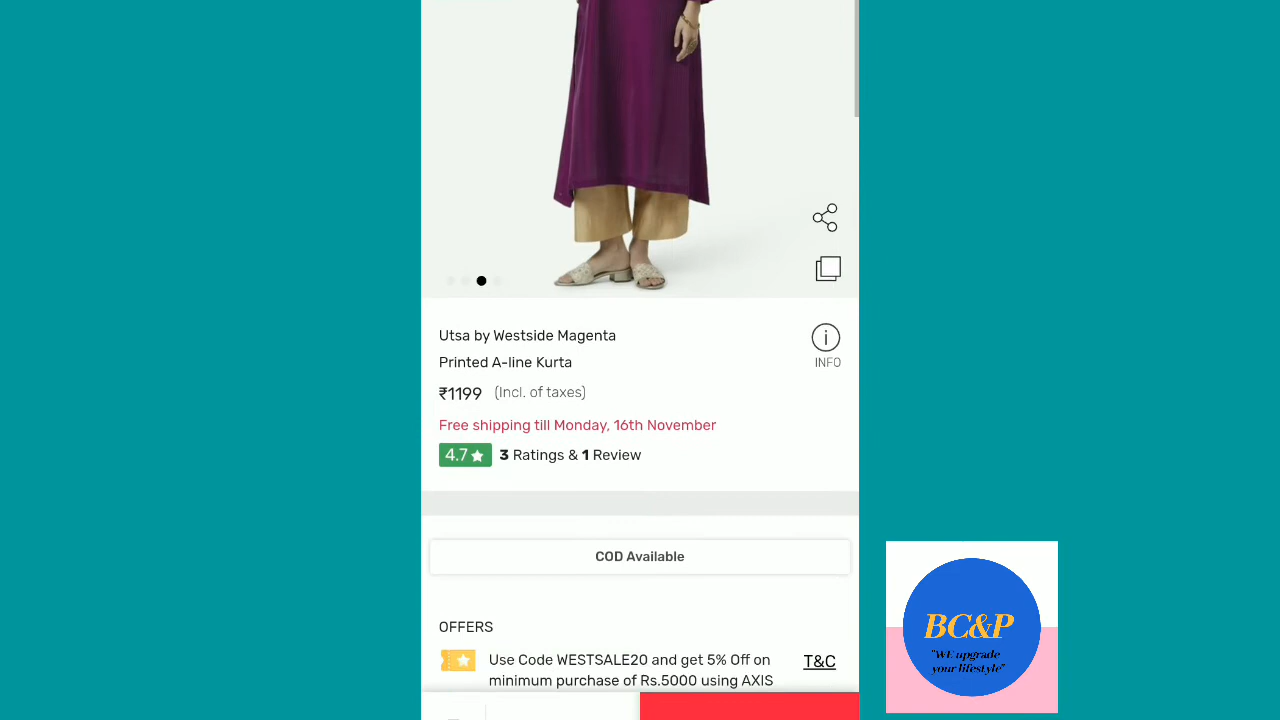 Utsa by Westside Magenta
Printed A-line Kurta
INFO
₹1199 (Incl. of taxes)
Free shipping till Monday, 16th November
4.7 3 Ratings & 1 Review
COD Available
OFFERS
Use Code WESTSALE20 and get 5% Off on
minimum purchase of Rs.5000 using AXIS
T&C
BC&P
"WE upgrade
your lifestyle"